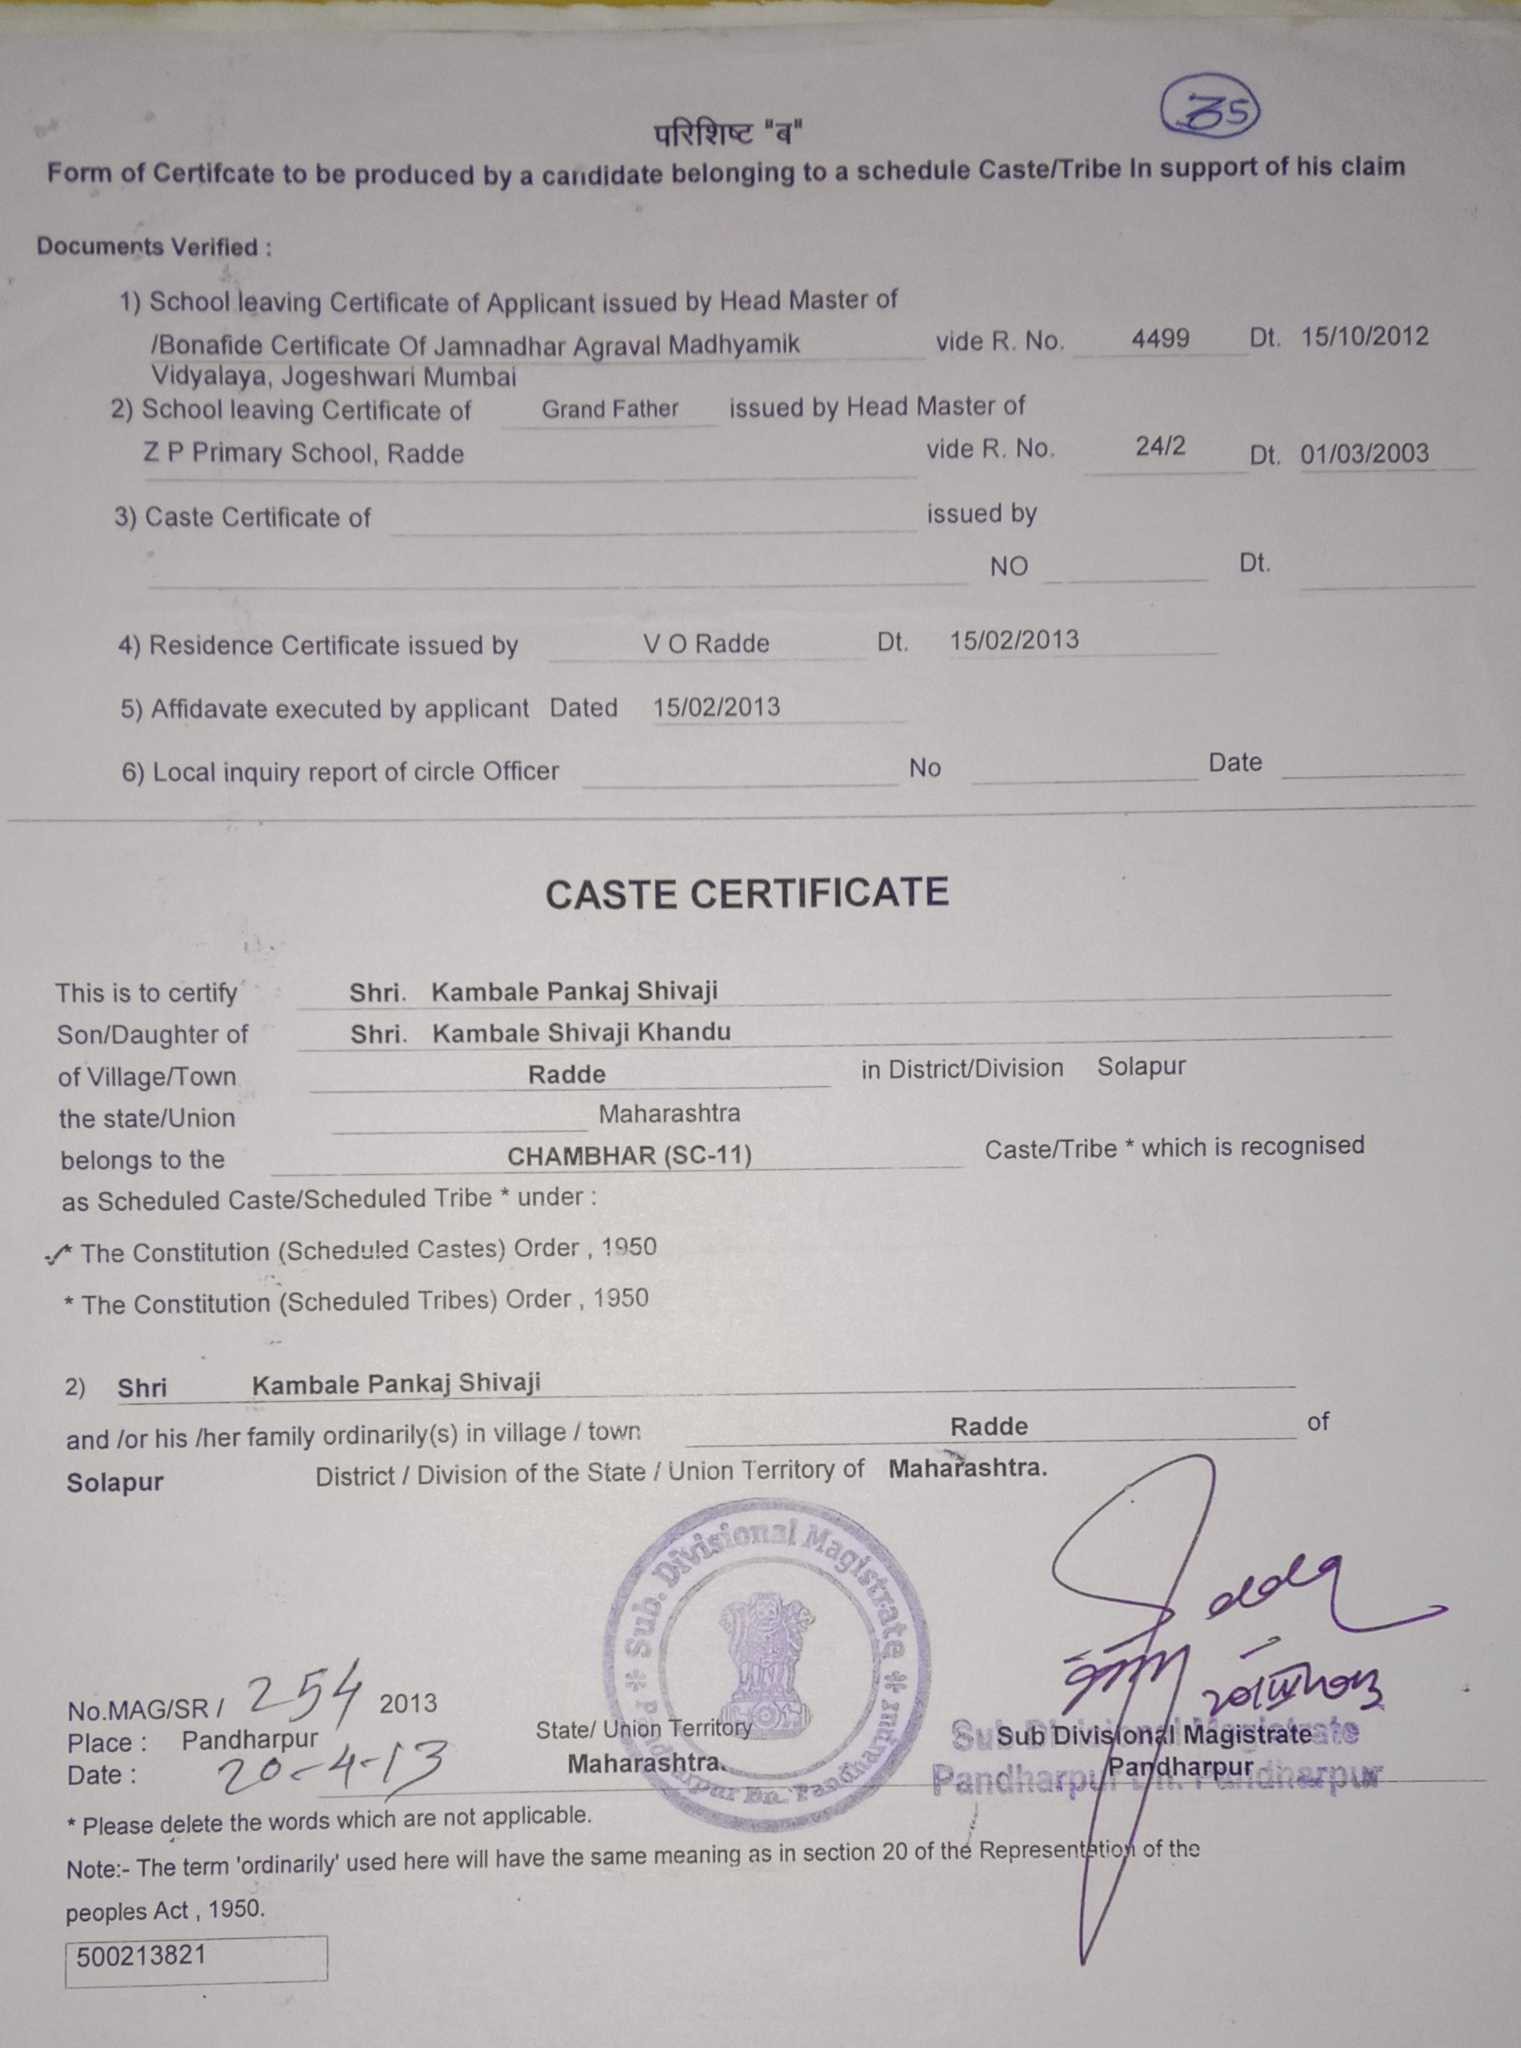 35
परिशिष्ट "ब"
Form of Certifcate to be produced by a candidate belonging to a schedule Caste/Tribe In support of his claim
Documents Verified :
1) School leaving Certificate of Applicant issued by Head Master of
/Bonafide Certificate Of Jamnadhar Agraval Madhyamik vide R. No. 4499 Dt. 15/10/2012
Vidyalaya, Jogeshwari Mumbai
2) School leaving Certificate of Grand Father issued by Head Master of
Z P Primary School, Radde vide R. No. 24/2 Dt. 01/03/2003
3) Caste Certificate of issued by
NO Dt.
4) Residence Certificate issued by V O Radde Dt. 15/02/2013
5) Affidavate executed by applicant Dated 15/02/2013
6) Local inquiry report of circle Officer No Date
CASTE CERTIFICATE
This is to certify Shri. Kambale Pankaj Shivaji
Son/Daughter of Shri. Kambale Shivaji Khandu
of Village/Town Radde in District/Division Solapur
the state/Union Maharashtra
belongs to the CHAMBHAR (SC-11) Caste/Tribe * which is recognised
as Scheduled Caste/Scheduled Tribe * under :
* The Constitution (Scheduled Castes) Order , 1950
* The Constitution (Scheduled Tribes) Order , 1950
2) Shri Kambale Pankaj Shivaji
and /or his /her family ordinarily(s) in village / town Radde of
Solapur District / Division of the State / Union Territory of Maharashtra.
Sub. Divisional Magistrate
Pandharpur Dn. Pandharpur
No.MAG/SR / 254 2013
Place : Pandharpur
Date : 20-4-13
State/ Union Territory
Maharashtra.
Sub Divisional Magistrate
Pandharpur
Sub Divisional Magistrate
Pandharpur Dn. Pandharpur
* Please delete the words which are not applicable.
Note:- The term 'ordinarily' used here will have the same meaning as in section 20 of the Representation of the
peoples Act , 1950.
500213821